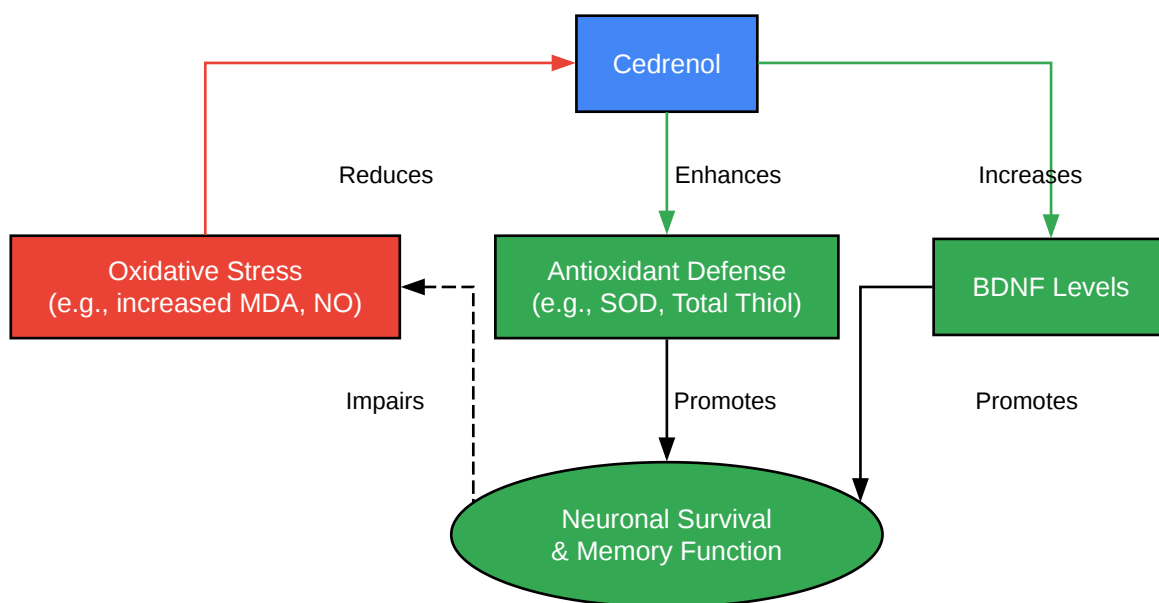 Cedrenol
Reduces
Enhances
Increases
Oxidative Stress
(e.g., increased MDA, NO)
Antioxidant Defense
(e.g., SOD, Total Thiol)
BDNF Levels
Impairs
Promotes
Promotes
Neuronal Survival
& Memory Function